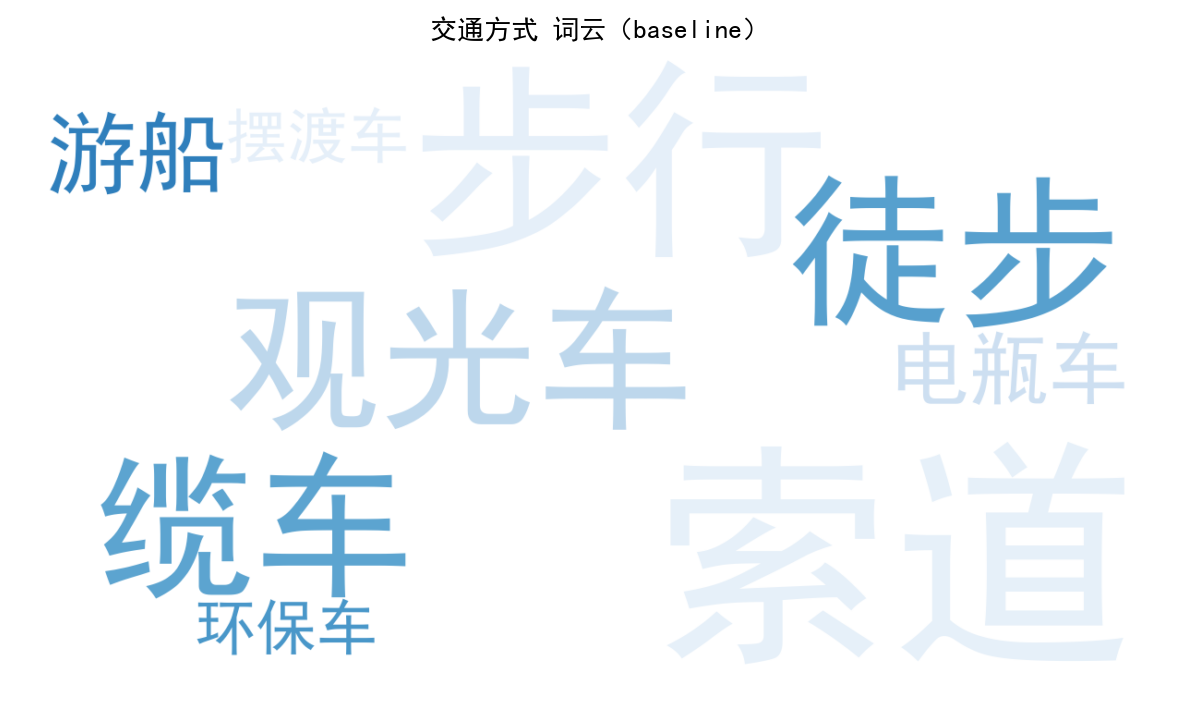 交通方式 词云（baseline）
步行
游船
摆渡车
徒步
观光车
电瓶车
索道
缆车
环保车